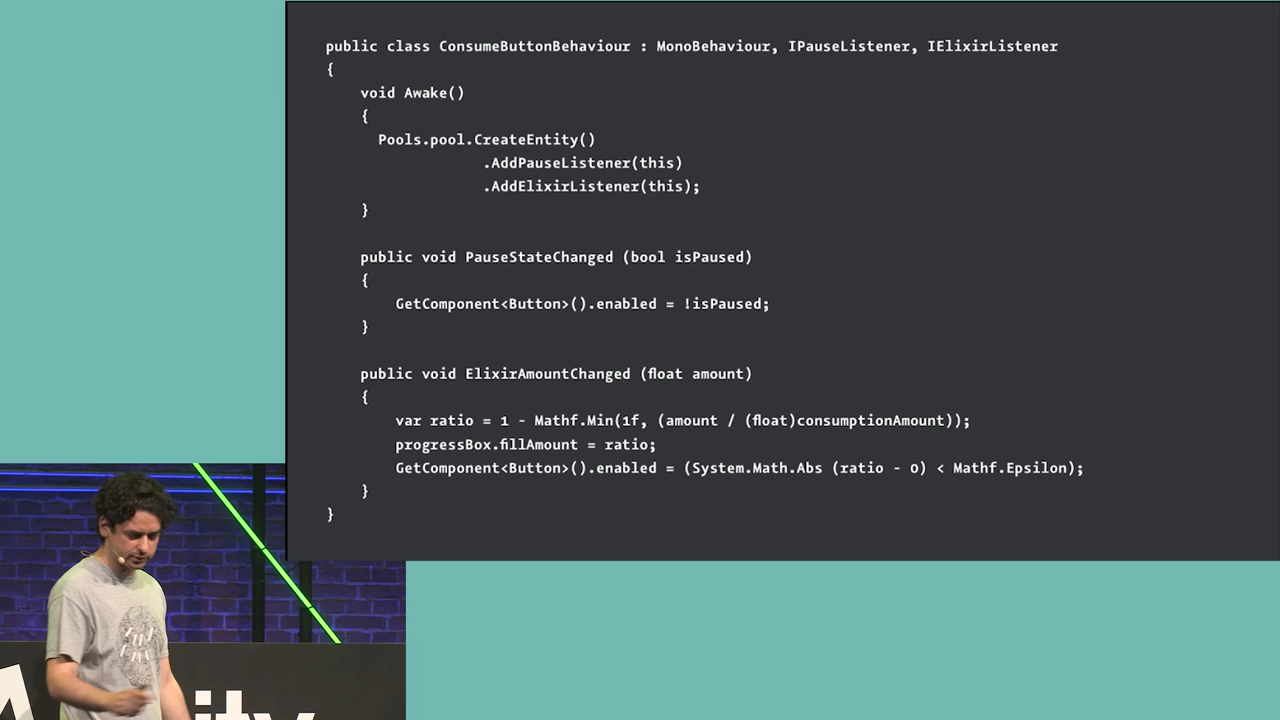 public class ConsumeButtonBehaviour : MonoBehaviour, IPauseListener, IElixirListener
{
void Awake()
{
Pools.pool.CreateEntity()
.AddPauseListener(this)
.AddElixirListener(this);
}
public void PauseStateChanged (bool isPaused)
{
GetComponent<Button>().enabled = !isPaused;
}
public void ElixirAmountChanged (float amount)
{
var ratio = 1 - Mathf.Min(1f, (amount / (float)consumptionAmount));
progressBox.fillAmount = ratio;
GetComponent<Button>().enabled = (System.Math.Abs (ratio - 0) < Mathf.Epsilon);
}
}